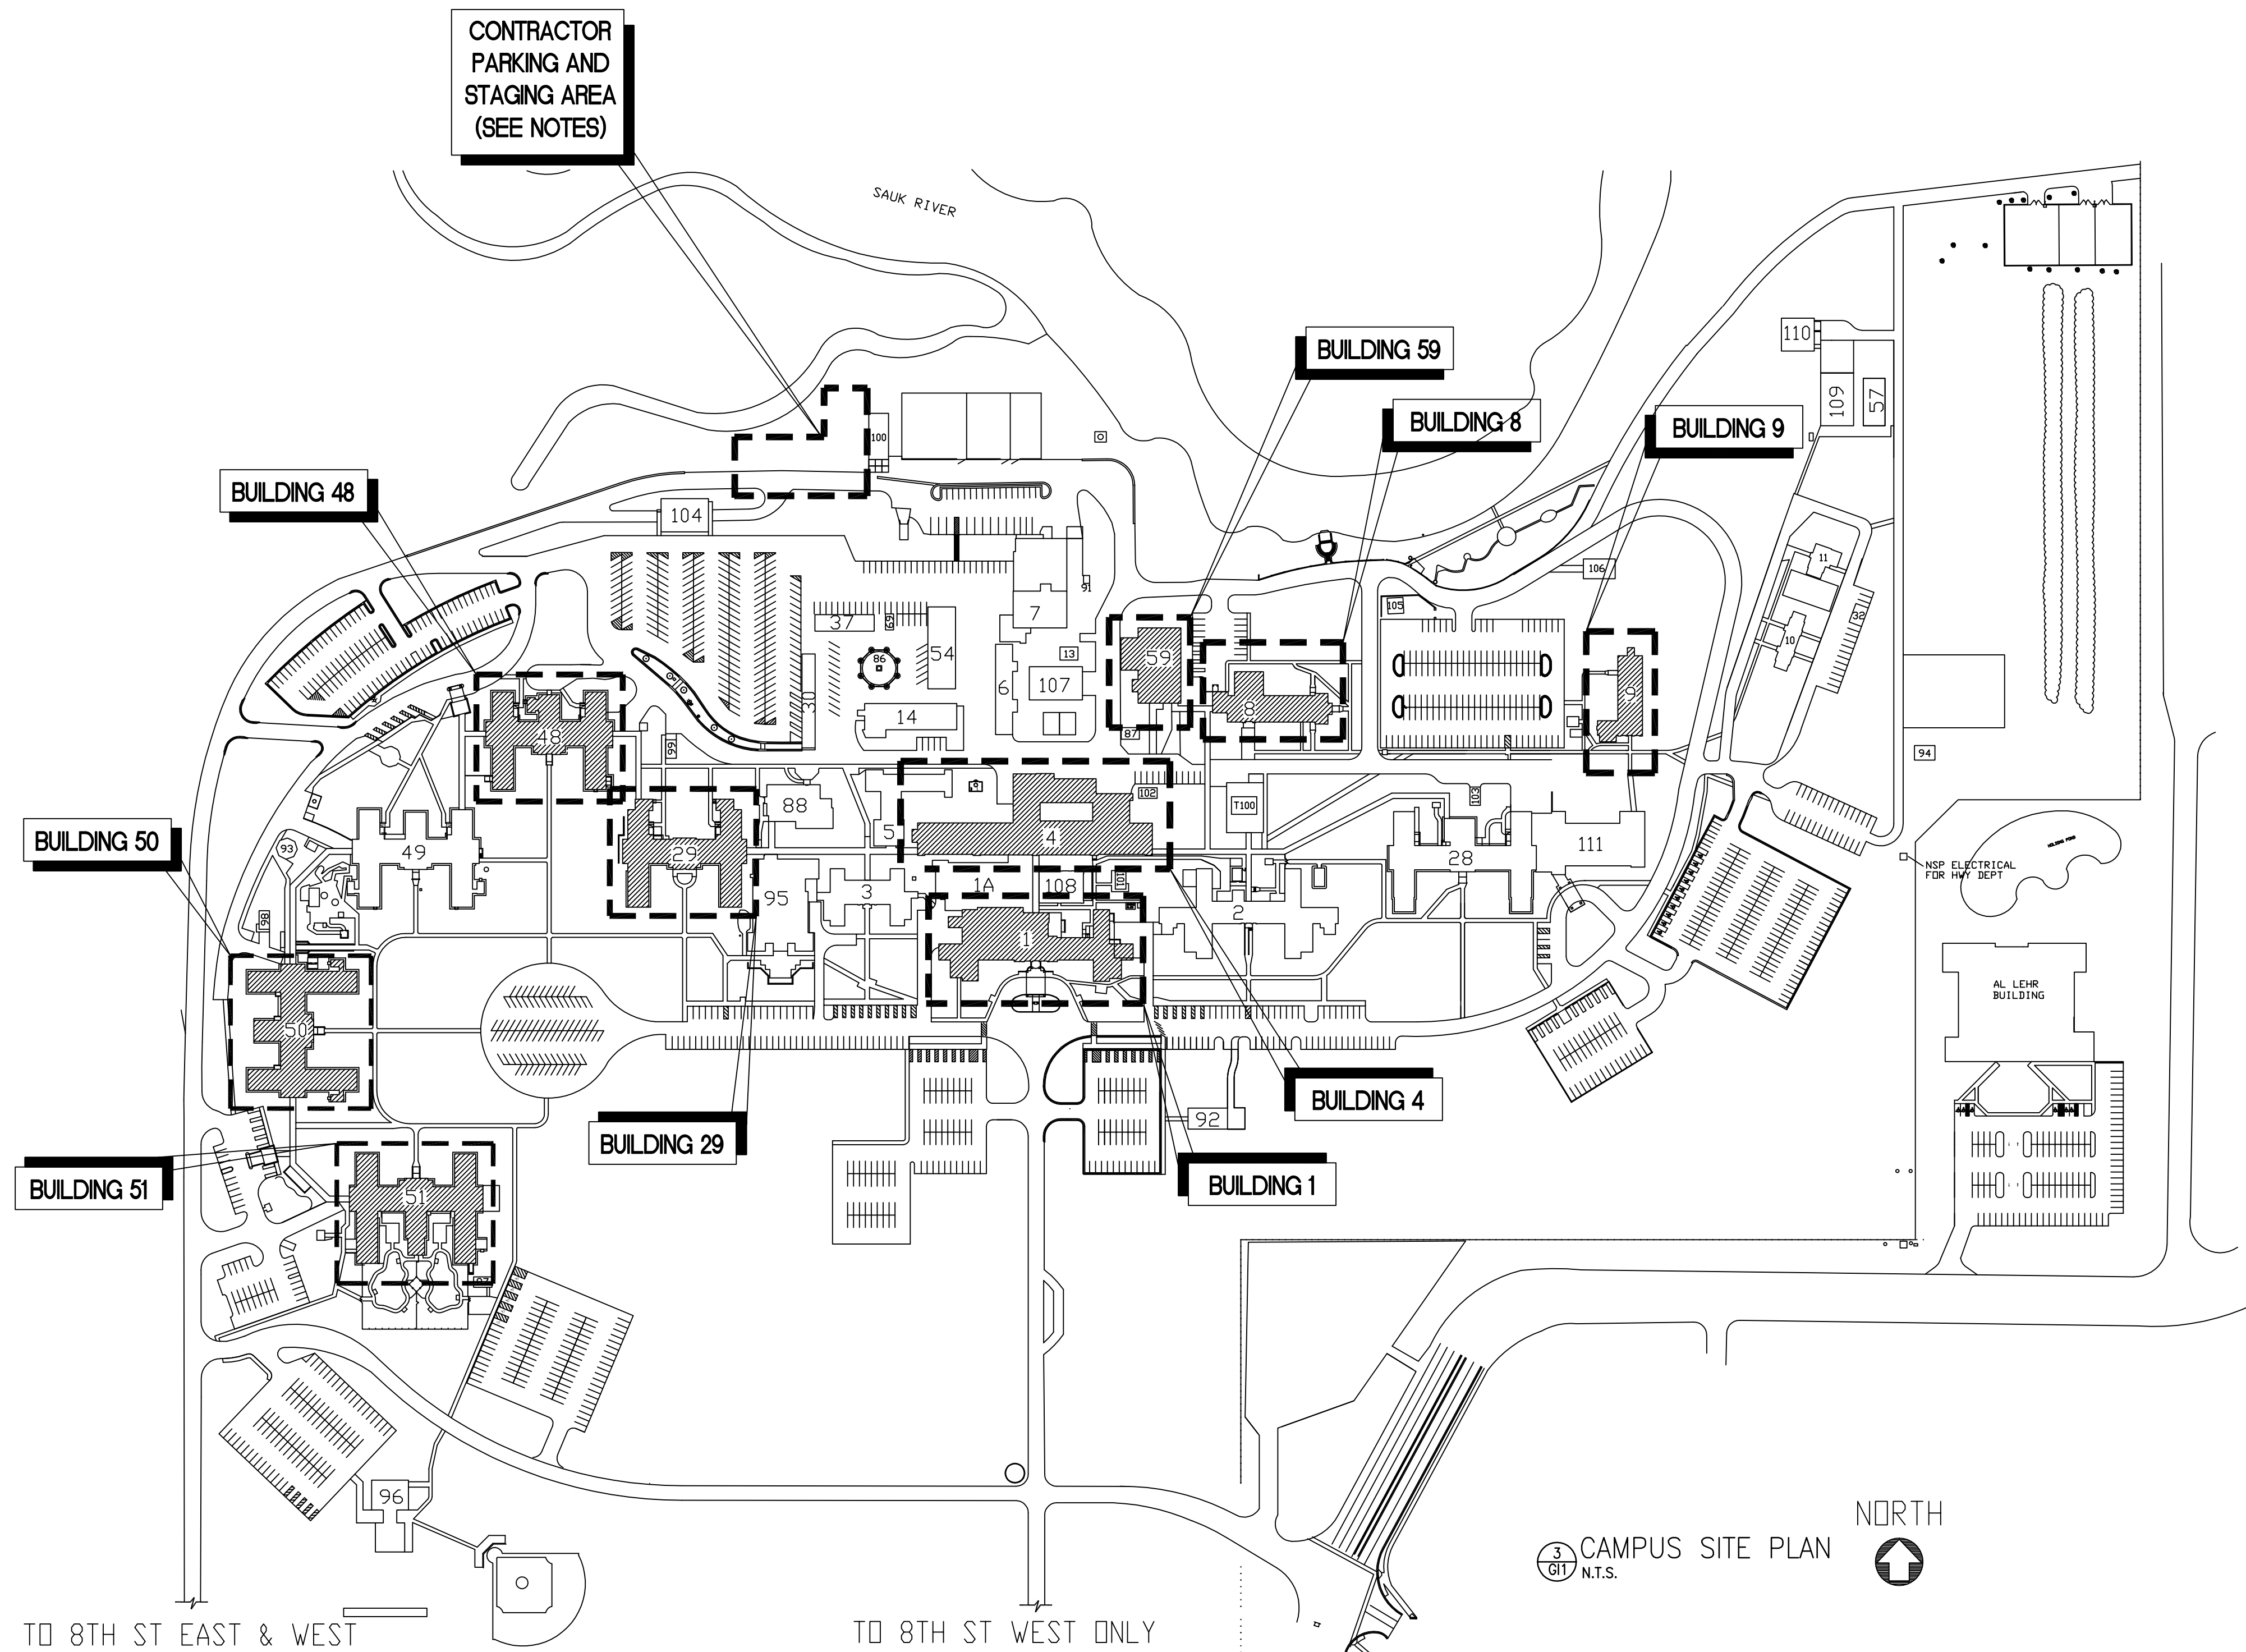 CONTRACTOR
PARKING AND
STAGING AREA
(SEE NOTES)
SAUK RIVER
BUILDING 59
BUILDING 8
BUILDING 9
BUILDING 48
BUILDING 50
BUILDING 51
BUILDING 29
BUILDING 4
BUILDING 1
110
109
57
100
104
106
11
10
32
105
91
7
37
69
54
86
13
107
6
59
8
9
30
14
87
48
99
94
88
5
102
T100
103
4
111
29
49
93
28
NSP ELECTRICAL
FOR HWY DEPT
HOLDING POND
95
3
1A
108
101
2
98
1
50
AL LEHR
BUILDING
92
51
97
96
NORTH
3
GI1
CAMPUS SITE PLAN
N.T.S.
TO 8TH ST EAST & WEST
TO 8TH ST WEST ONLY